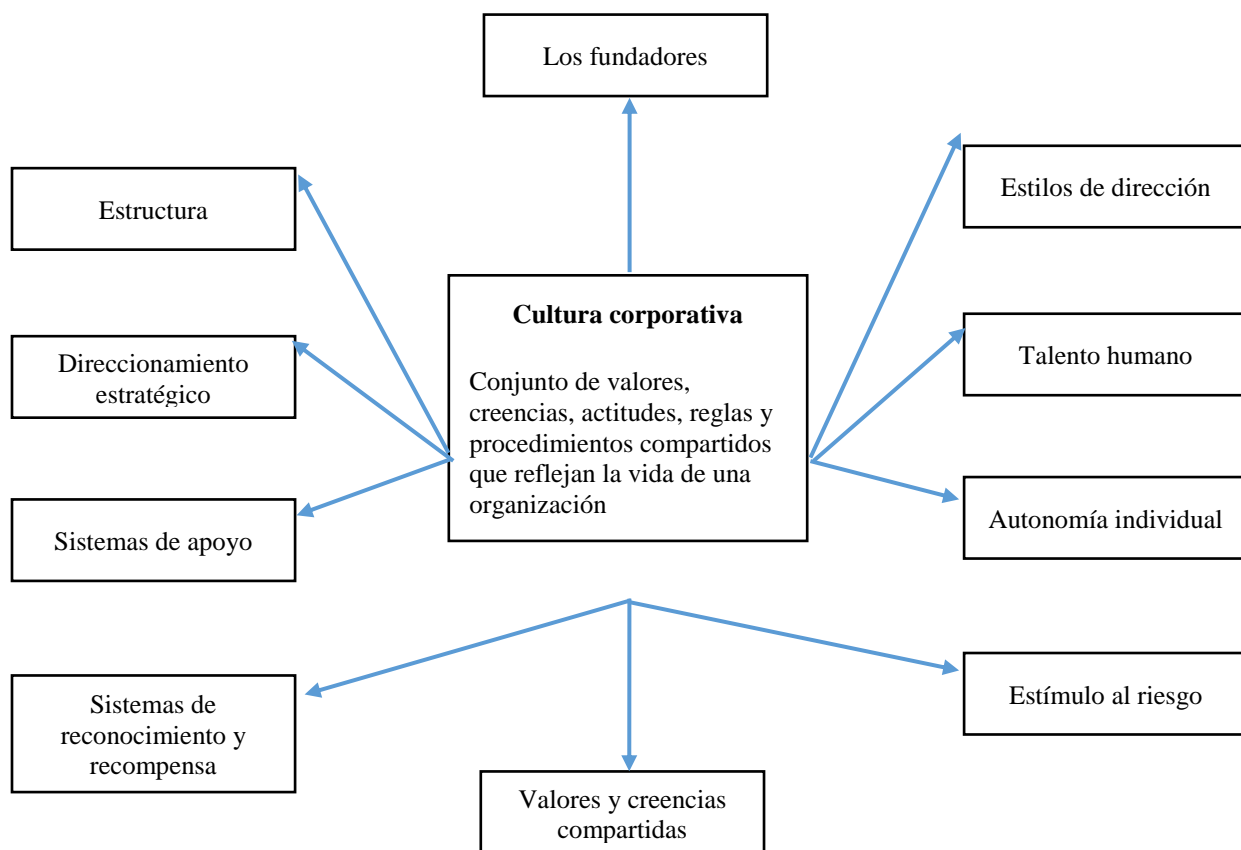 Los fundadores
Estilos de dirección
Estructura
Cultura corporativa
Conjunto de valores,
creencias, actitudes, reglas y
procedimientos compartidos
que reflejan la vida de una
organización
Direccionamiento
estratégico
Talento humano
Sistemas de apoyo
Autonomía individual
Sistemas de
reconocimiento y
recompensa
Estímulo al riesgo
Valores y creencias
compartidas